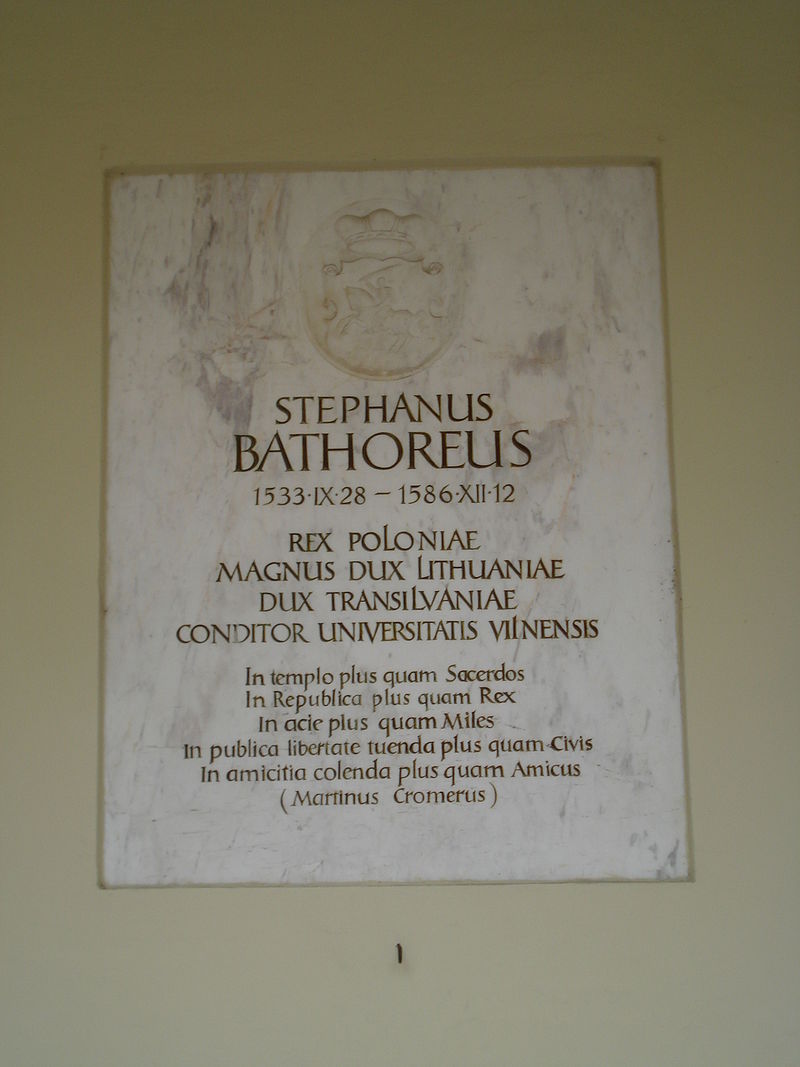 STEPHANUS
BATHOREUS
1533·IX·28 – 1586·XII·12
REX POLONIAE
MAGNUS DUX LITHUANIAE
DUX TRANSILVANIAE
CONDITOR UNIVERSITATIS VILNENSIS
In templo plus quam Sacerdos
In Republica plus quam Rex
In acie plus quam Miles
In publica libertate tuenda plus quam Civis
In amicitia colenda plus quam Amicus
(Martinus Cromerus)